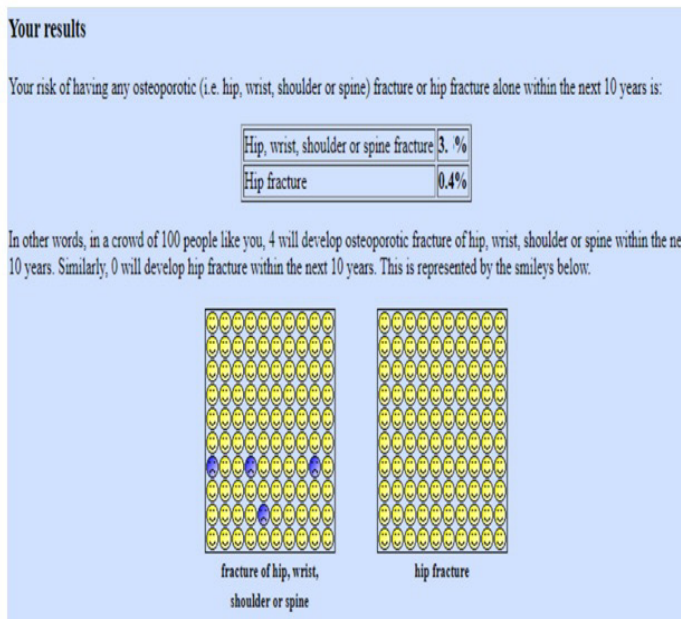 Your results
Your risk of having any osteoporotic (i.e. hip, wrist, shoulder or spine) fracture or hip fracture alone within the next 10 years is:
Hip, wrist, shoulder or spine fracture 3. %
Hip fracture 0.4%
In other words, in a crowd of 100 people like you, 4 will develop osteoporotic fracture of hip, wrist, shoulder or spine within the
10 years. Similarly, 0 will develop hip fracture within the next 10 years. This is represented by the smileys below.
fracture of hip, wrist,
shoulder or spine
hip fracture